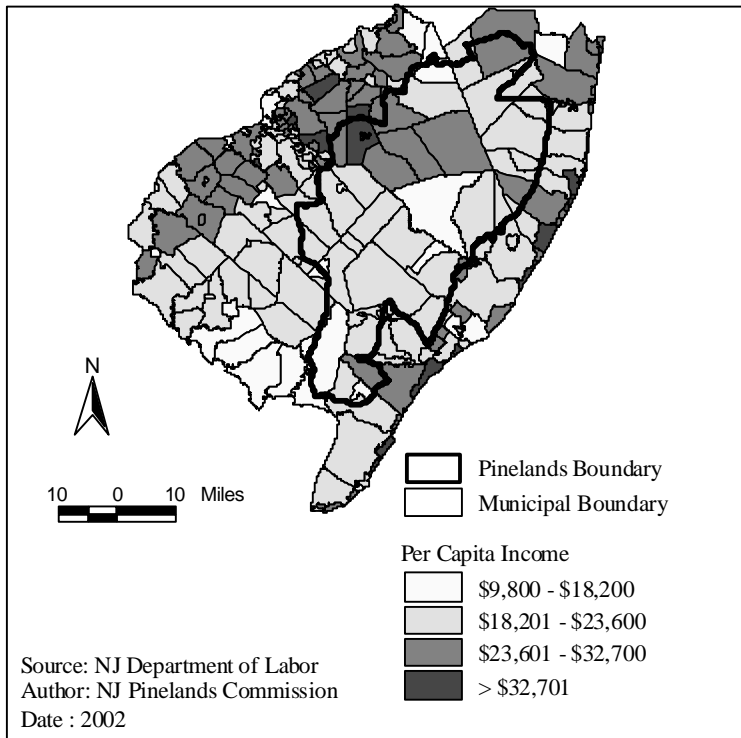 N
10 0 10 Miles
Pinelands Boundary
Municipal Boundary
Per Capita Income
$9,800 - $18,200
$18,201 - $23,600
$23,601 - $32,700
> $32,701
Source: NJ Department of Labor
Author: NJ Pinelands Commission
Date : 2002